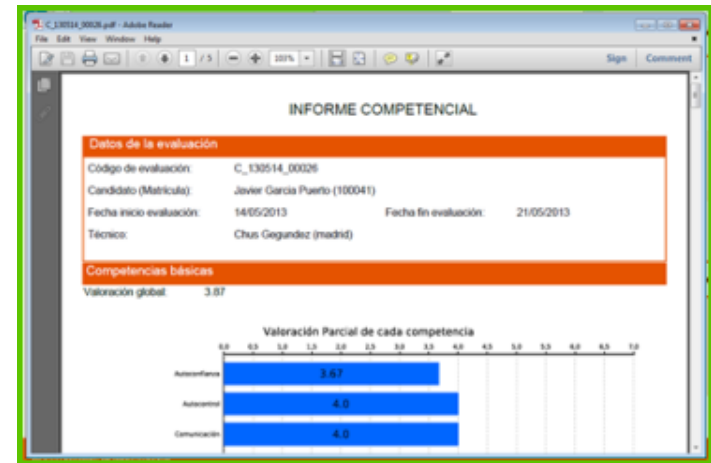 C_130514_00026.pdf - Adobe Reader
File Edit View Window Help
1 / 5 101% Sign Comment
INFORME COMPETENCIAL
Datos de la evaluación
Código de evaluación: C_130514_00026
Candidato (Matrícula): Javier Garcia Puerto (100041)
Fecha inicio evaluación: 14/05/2013 Fecha fin evaluación: 21/05/2013
Técnico: Chus Gegundez (madrid)
Competencias básicas
Valoración global: 3.87
Valoración Parcial de cada competencia
0,0 0,5 1,0 1,5 2,0 2,5 3,0 3,5 4,0 4,5 5,0 5,5 6,0 6,5 7,0
Autoconfianza 3.67
Autocontrol 4.0
Comunicación 4.0